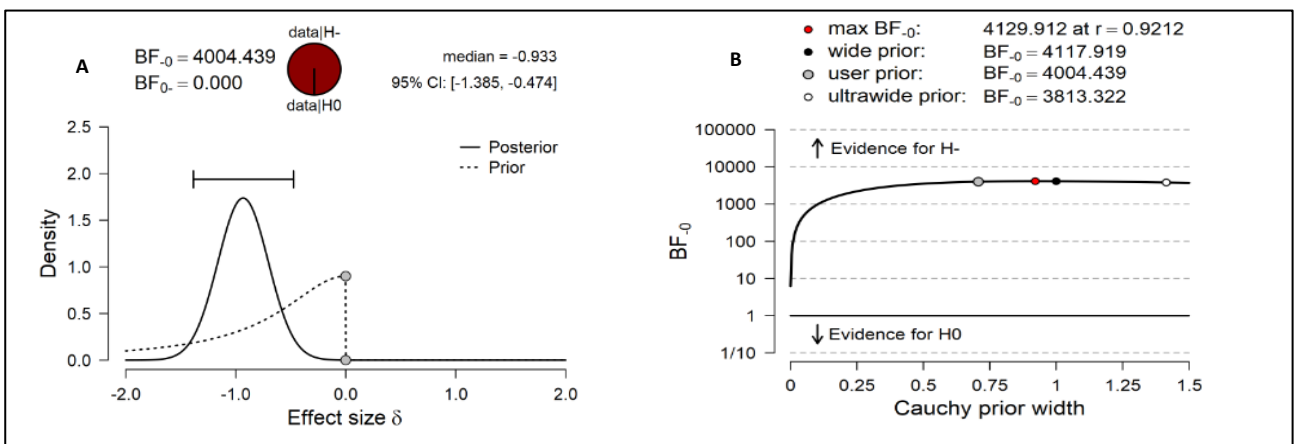 A
BF-0 = 4004.439
BF0- = 0.000
data|H-
data|H0
median = -0.933
95% CI: [-1.385, -0.474]
Posterior
Prior
2.5
2.0
1.5
1.0
0.5
0.0
Density
-2.0 -1.0 0.0 1.0 2.0
Effect size δ
B
max BF-0: 4129.912 at r = 0.9212
wide prior: BF-0 = 4117.919
user prior: BF-0 = 4004.439
ultrawide prior: BF-0 = 3813.322
100000
10000
1000
100
10
1
1/10
BF-0
Evidence for H-
Evidence for H0
0 0.25 0.5 0.75 1 1.25 1.5
Cauchy prior width